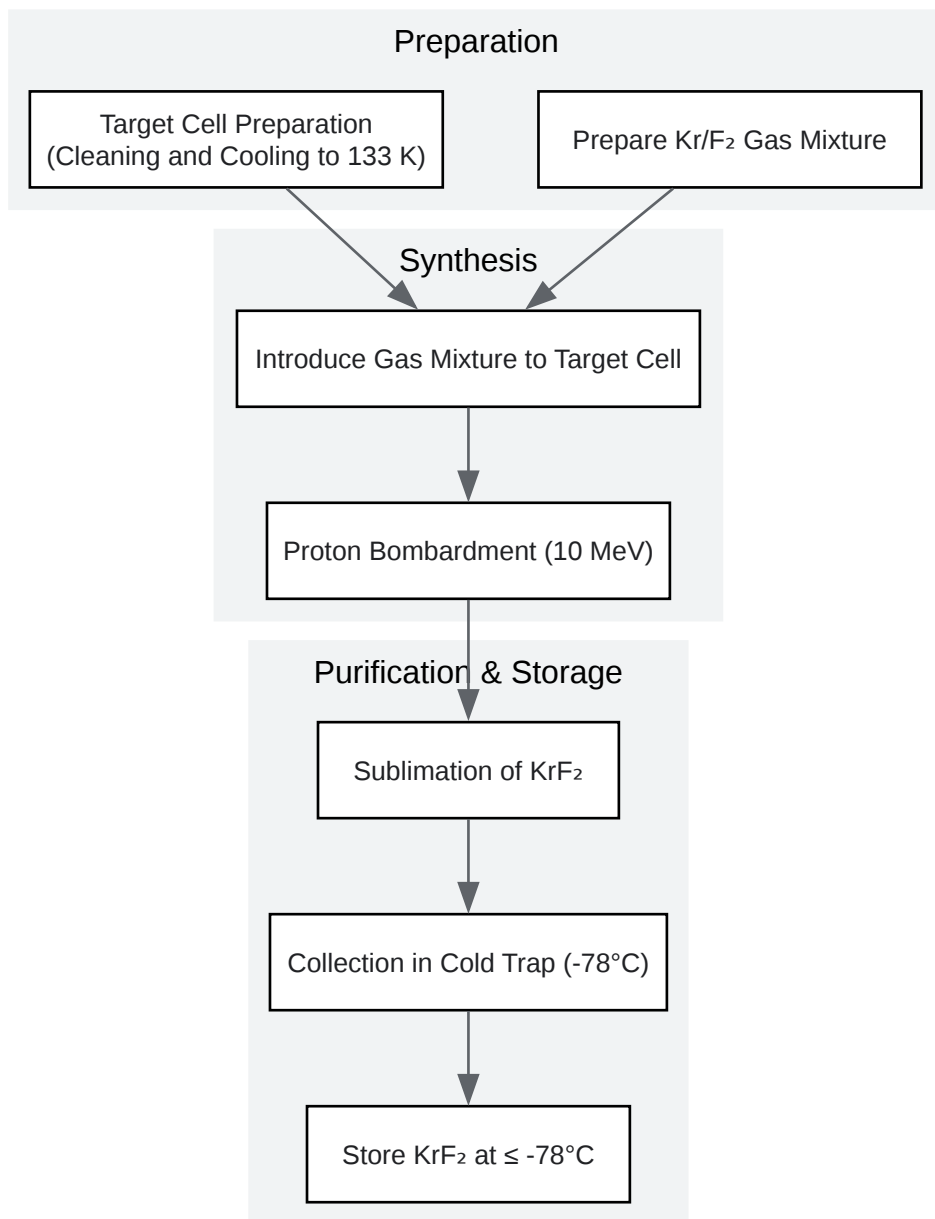 Preparation
Target Cell Preparation
(Cleaning and Cooling to 133 K)
Prepare Kr/F₂ Gas Mixture
Synthesis
Introduce Gas Mixture to Target Cell
Proton Bombardment (10 MeV)
Purification & Storage
Sublimation of KrF₂
Collection in Cold Trap (-78°C)
Store KrF₂ at ≤ -78°C